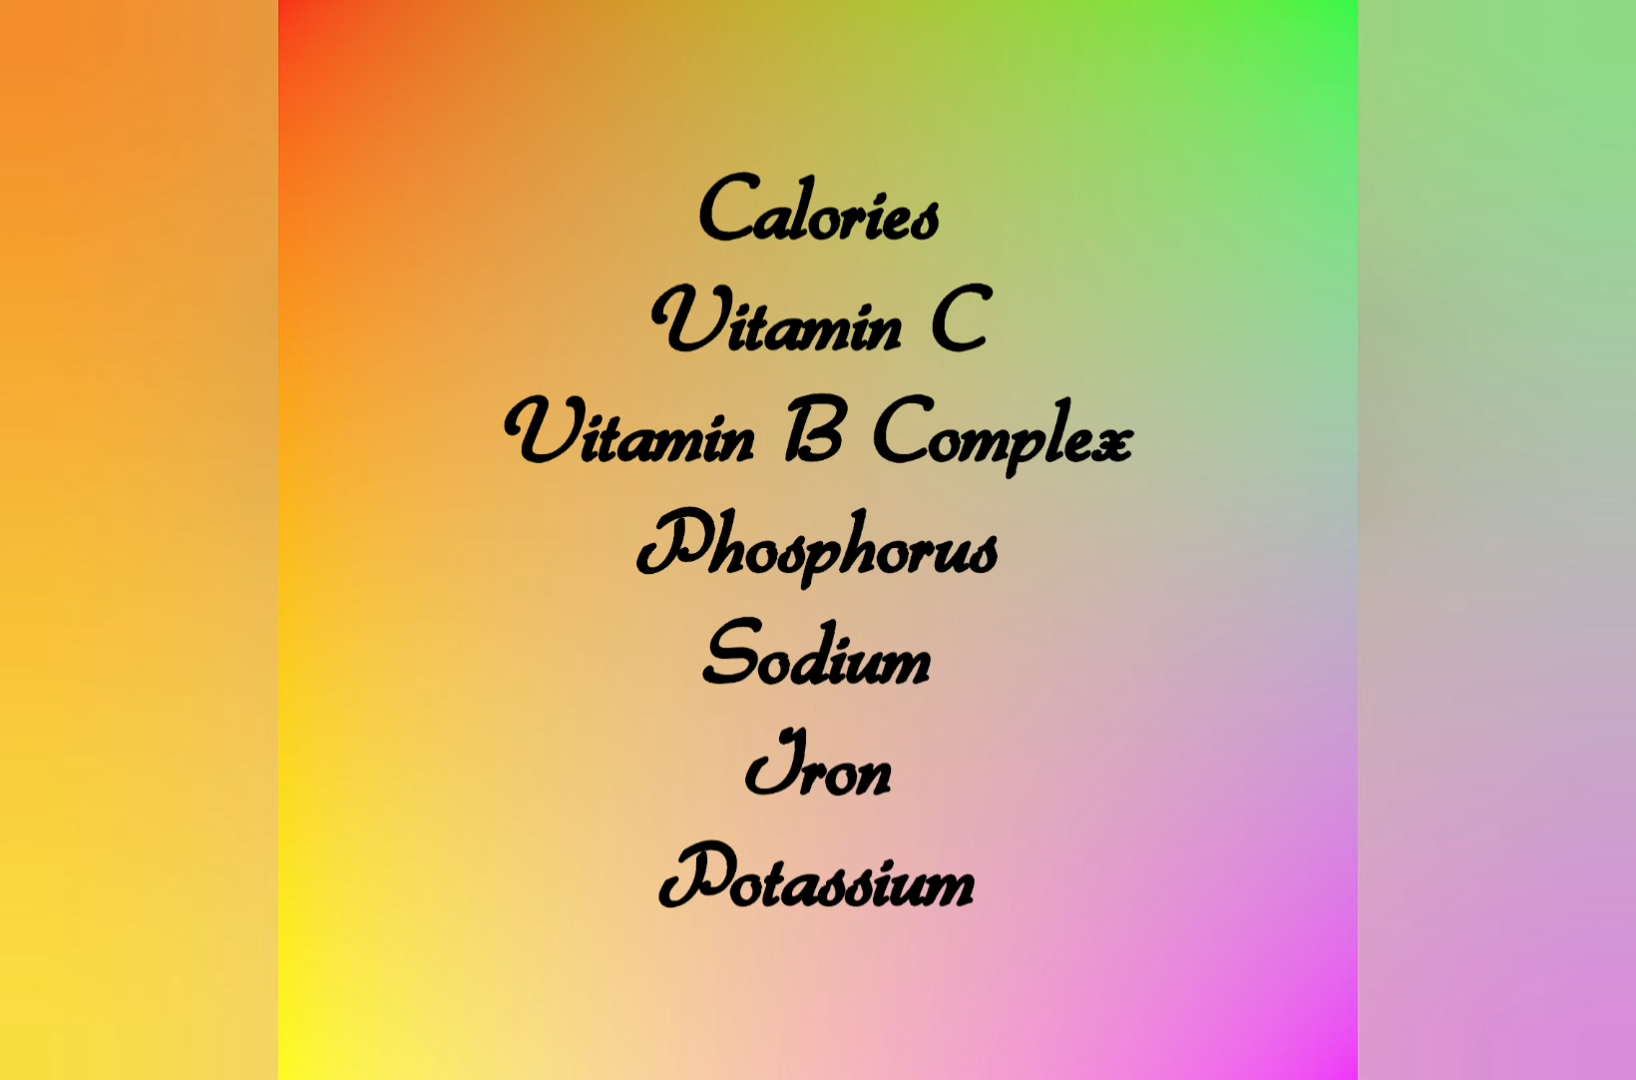 Calories
Vitamin C
Vitamin B Complex
Phosphorus
Sodium
Iron
Potassium